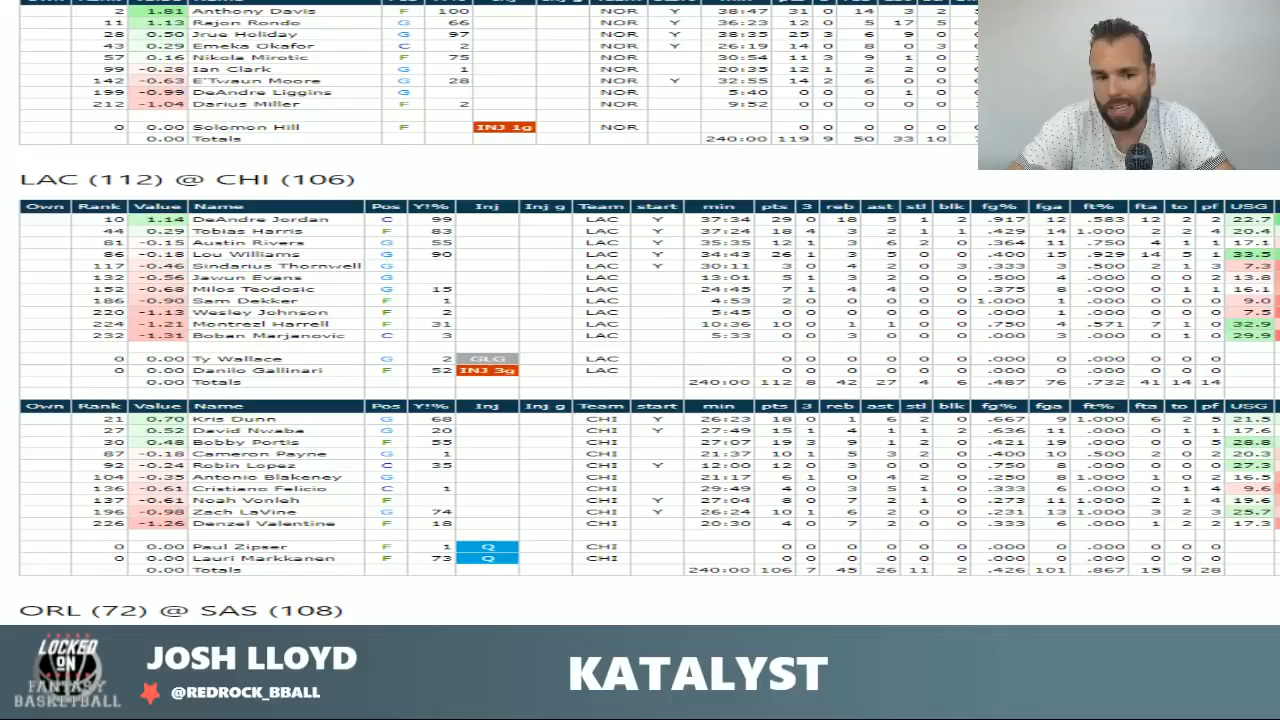 2 1.81 Anthony Davis F 100 NOR Y 38:47 31 0 14 3 2
11 1.13 Rajon Rondo G 66 NOR Y 36:23 12 0 5 17 5
28 0.50 Jrue Holiday G 97 NOR Y 38:35 25 3 6 9 0
43 0.29 Emeka Okafor C 2 NOR Y 26:19 14 0 8 0 3
57 0.16 Nikola Mirotic F 75 NOR 30:54 11 3 9 1 0
99 -0.28 Ian Clark G 1 NOR 20:35 12 1 2 2 0
142 -0.63 E'Twaun Moore G 28 NOR Y 32:55 14 2 6 0 0
199 -0.99 DeAndre Liggins G NOR 5:40 0 0 0 1 0
212 -1.04 Darius Miller F 2 NOR 9:52 0 0 0 0
0 0.00 Solomon Hill F INJ 1g NOR 0 0 0 0 0
0.00 Totals 240:00 119 9 50 33 10
LAC (112) @ CHI (106)
Own Rank Value Name Pos Y!% Inj Inj g Team start min pts 3 reb ast stl blk fg% fga ft% fta to pf USG
10 1.14 DeAndre Jordan C 99 LAC Y 37:34 29 0 18 5 1 2 .917 12 .583 12 2 2 22.7
44 0.29 Tobias Harris F 83 LAC Y 37:24 18 4 3 2 1 1 .429 14 1.000 2 2 4 20.4
81 -0.15 Austin Rivers G 55 LAC Y 35:35 12 1 3 6 2 0 .364 11 .750 4 1 1 17.1
86 -0.18 Lou Williams G 90 LAC Y 34:43 26 1 3 5 0 0 .400 15 .929 14 5 1 33.5
117 -0.46 Sindarius Thornwell G LAC Y 30:11 3 0 4 2 0 3 .333 3 .500 2 1 3 7.3
132 -0.56 Jawun Evans G LAC 13:01 5 1 3 2 0 0 .500 4 .000 0 0 2 13.8
152 -0.68 Milos Teodosic G 15 LAC 24:45 7 1 4 4 0 0 .375 8 .000 0 1 1 16.1
186 -0.90 Sam Dekker F 1 LAC 4:53 2 0 0 0 0 0 1.000 1 .000 0 0 0 9.0
220 -1.13 Wesley Johnson F 2 LAC 5:45 0 0 0 0 0 0 .000 1 .000 0 0 0 7.5
224 -1.21 Montrezl Harrell F 31 LAC 10:36 10 0 1 1 0 0 .750 4 .571 7 1 0 32.9
232 -1.31 Boban Marjanovic C 3 LAC 5:33 0 0 3 0 0 0 .000 3 .000 0 1 0 29.9
0 0.00 Ty Wallace G 2 GLG LAC 0 0 0 0 0 0 .000 0 .000 0 0 0
0 0.00 Danilo Gallinari F 52 INJ 3g LAC 0 0 0 0 0 0 .000 0 .000 0 0 0
0.00 Totals 240:00 112 8 42 27 4 6 .487 76 .732 41 14 14
Own Rank Value Name Pos Y!% Inj Inj g Team start min pts 3 reb ast stl blk fg% fga ft% fta to pf USG
21 0.70 Kris Dunn G 68 CHI Y 26:23 18 0 1 6 2 0 .667 9 1.000 6 2 5 21.5
27 0.52 David Nwaba G 20 CHI Y 27:49 15 1 4 1 1 0 .636 11 .000 0 1 1 17.6
30 0.48 Bobby Portis F 55 CHI 27:07 19 3 9 1 2 0 .421 19 .000 0 0 5 28.8
87 -0.18 Cameron Payne G 1 CHI 21:37 10 1 5 3 2 0 .400 10 .500 2 0 2 20.3
92 -0.24 Robin Lopez C 35 CHI Y 12:00 12 0 3 0 0 0 .750 8 .000 0 0 2 27.3
104 -0.35 Antonio Blakeney G CHI 21:17 6 1 0 4 2 0 .250 8 1.000 1 0 2 16.5
136 -0.61 Cristiano Felicio C 1 CHI 29:49 4 0 3 5 1 0 .333 6 .000 0 1 4 9.6
137 -0.61 Noah Vonleh F CHI Y 27:04 8 0 7 2 1 0 .273 11 1.000 2 1 4 19.6
196 -0.98 Zach LaVine G 74 CHI Y 26:24 10 1 6 2 0 0 .231 13 1.000 3 2 3 25.7
226 -1.26 Denzel Valentine F 18 CHI 20:30 4 0 7 2 0 0 .333 6 .000 1 2 2 17.3
0 0.00 Paul Zipser F 1 Q CHI 0 0 0 0 0 0 .000 0 .000 0 0 0
0 0.00 Lauri Markkanen F 73 Q CHI 0 0 0 0 0 0 .000 0 .000 0 0 0
0.00 Totals 240:00 106 7 45 26 11 2 .426 101 .867 15 9 28
ORL (72) @ SAS (108)
LOCKED ON FANTASY BASKETBALL
JOSH LLOYD
@REDROCK_BBALL
KATALYST